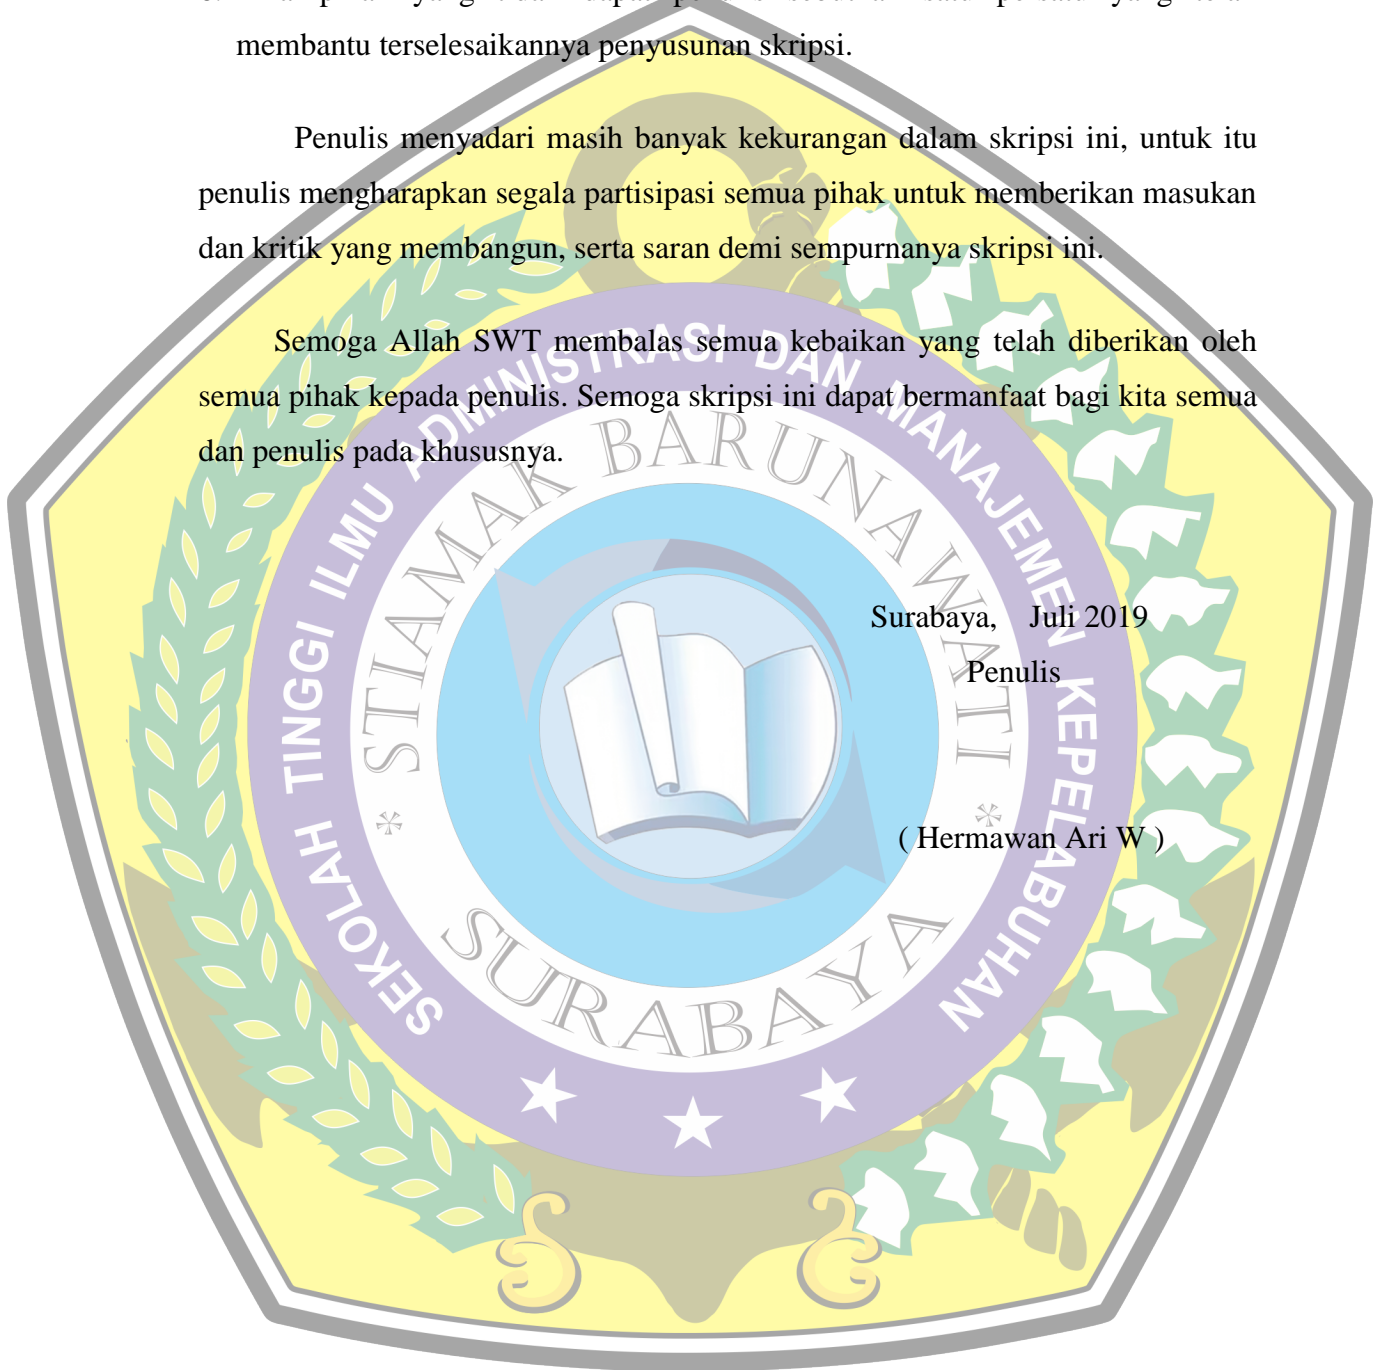 membantu terselesaikannya penyusunan skripsi.
Penulis menyadari masih banyak kekurangan dalam skripsi ini, untuk itu
penulis mengharapkan segala partisipasi semua pihak untuk memberikan masukan
dan kritik yang membangun, serta saran demi sempurnanya skripsi ini.
Semoga Allah SWT membalas semua kebaikan yang telah diberikan oleh
semua pihak kepada penulis. Semoga skripsi ini dapat bermanfaat bagi kita semua
dan penulis pada khususnya.
Surabaya, Juli 2019
Penulis
( Hermawan Ari W )
SEKOLAH TINGGI ILMU ADMINISTRASI DAN MANAJEMEN KEPELABUHAN
* STIAMAK BARUNAWATI *
SURABAYA